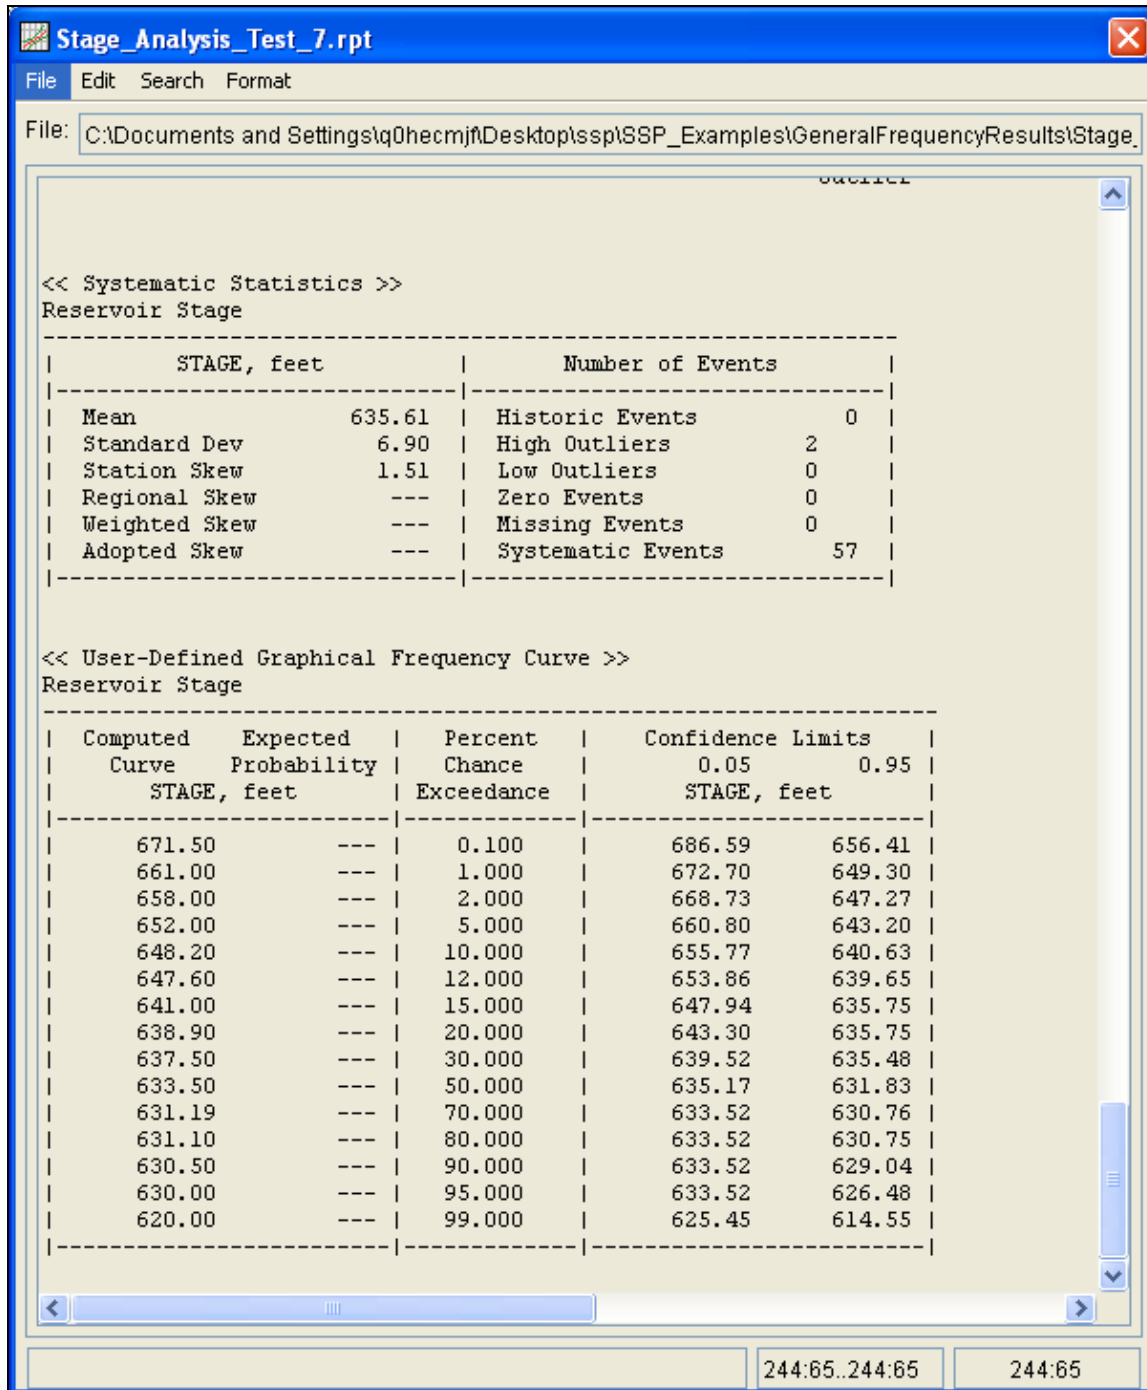 Stage_Analysis_Test_7.rpt
File Edit Search Format
File: C:\Documents and Settings\q0hecmjf\Desktop\ssp\SSP_Examples\GeneralFrequencyResults\Stage_
outlier
<< Systematic Statistics >>
Reservoir Stage
--------------------------------------------------------------
| STAGE, feet | Number of Events |
|-----------------------------|------------------------------|
| Mean 635.61 | Historic Events 0 |
| Standard Dev 6.90 | High Outliers 2 |
| Station Skew 1.51 | Low Outliers 0 |
| Regional Skew --- | Zero Events 0 |
| Weighted Skew --- | Missing Events 0 |
| Adopted Skew --- | Systematic Events 57 |
|-----------------------------|------------------------------|
<< User-Defined Graphical Frequency Curve >>
Reservoir Stage
-----------------------------------------------------------------
| Computed Expected | Percent | Confidence Limits |
| Curve Probability | Chance | 0.05 0.95 |
| STAGE, feet | Exceedance | STAGE, feet |
|------------------------|-------------|------------------------|
| 671.50 --- | 0.100 | 686.59 656.41 |
| 661.00 --- | 1.000 | 672.70 649.30 |
| 658.00 --- | 2.000 | 668.73 647.27 |
| 652.00 --- | 5.000 | 660.80 643.20 |
| 648.20 --- | 10.000 | 655.77 640.63 |
| 647.60 --- | 12.000 | 653.86 639.65 |
| 641.00 --- | 15.000 | 647.94 635.75 |
| 638.90 --- | 20.000 | 643.30 635.75 |
| 637.50 --- | 30.000 | 639.52 635.48 |
| 633.50 --- | 50.000 | 635.17 631.83 |
| 631.19 --- | 70.000 | 633.52 630.76 |
| 631.10 --- | 80.000 | 633.52 630.75 |
| 630.50 --- | 90.000 | 633.52 629.04 |
| 630.00 --- | 95.000 | 633.52 626.48 |
| 620.00 --- | 99.000 | 625.45 614.55 |
|------------------------|-------------|------------------------|
244:65..244:65 244:65